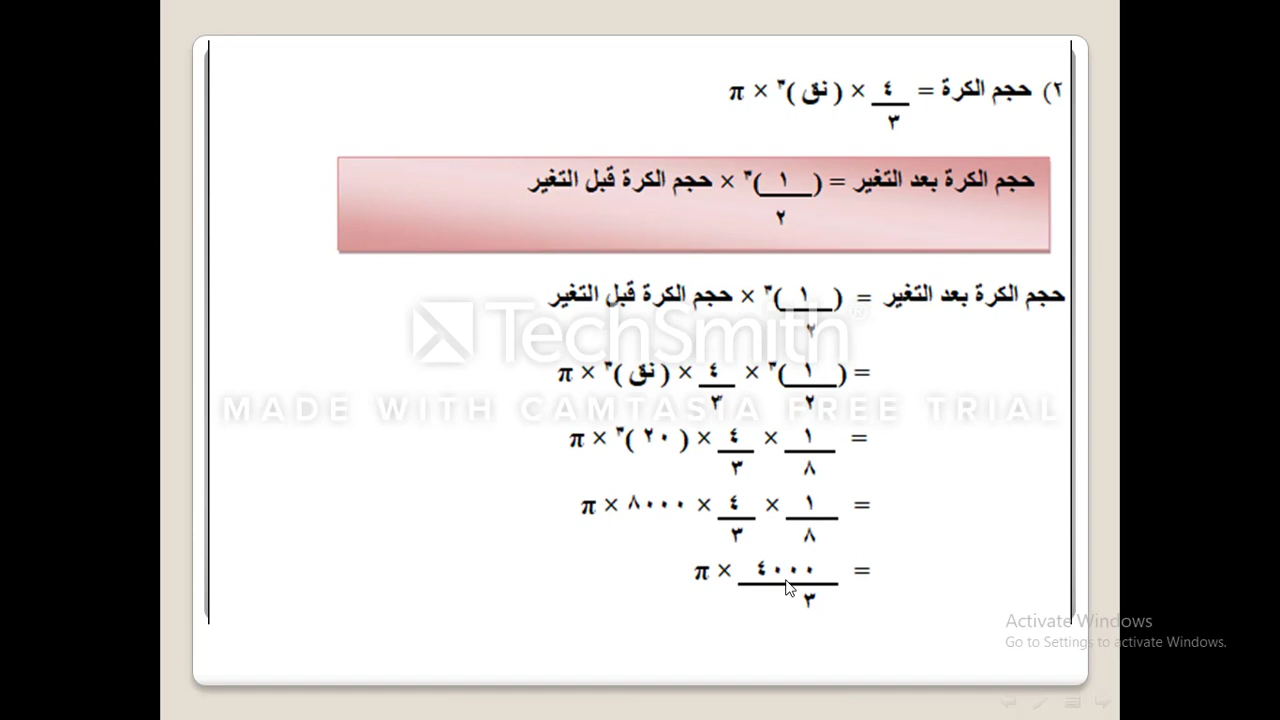 ٢) حجم الكرة = ٤/٣ × ( نق )٣ × π
حجم الكرة بعد التغير = (١/٢)٣ × حجم الكرة قبل التغير
حجم الكرة بعد التغير = (١/٢)٣ × حجم الكرة قبل التغير
TechSmith®
= (١/٢)٣ × ٤/٣ × ( نق )٣ × π
MADE WITH CAMTASIA FREE TRIAL
= ١/٨ × ٤/٣ × ( ٢٠ )٣ × π
= ١/٨ × ٤/٣ × ٨٠٠٠ × π
= ٤٠٠٠/٣ × π
Activate Windows
Go to Settings to activate Windows.